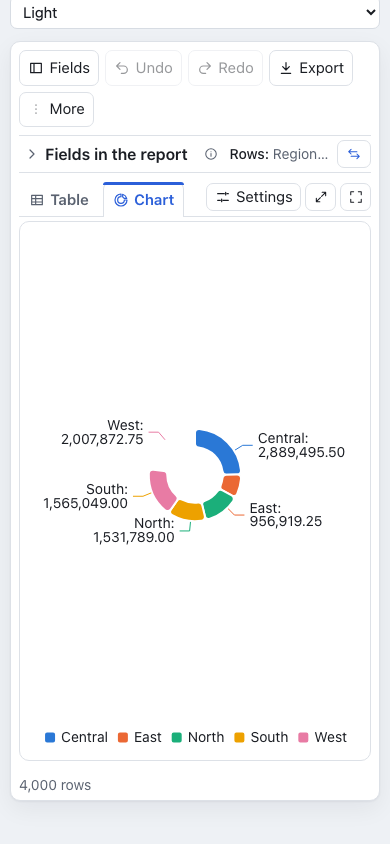 Light
Fields
Undo
Redo
Export
More
Fields in the report
Rows: Region...
Table
Chart
Settings
West:
2,007,872.75
Central:
2,889,495.50
South:
1,565,049.00
East:
956,919.25
North:
1,531,789.00
Central East North South West
4,000 rows